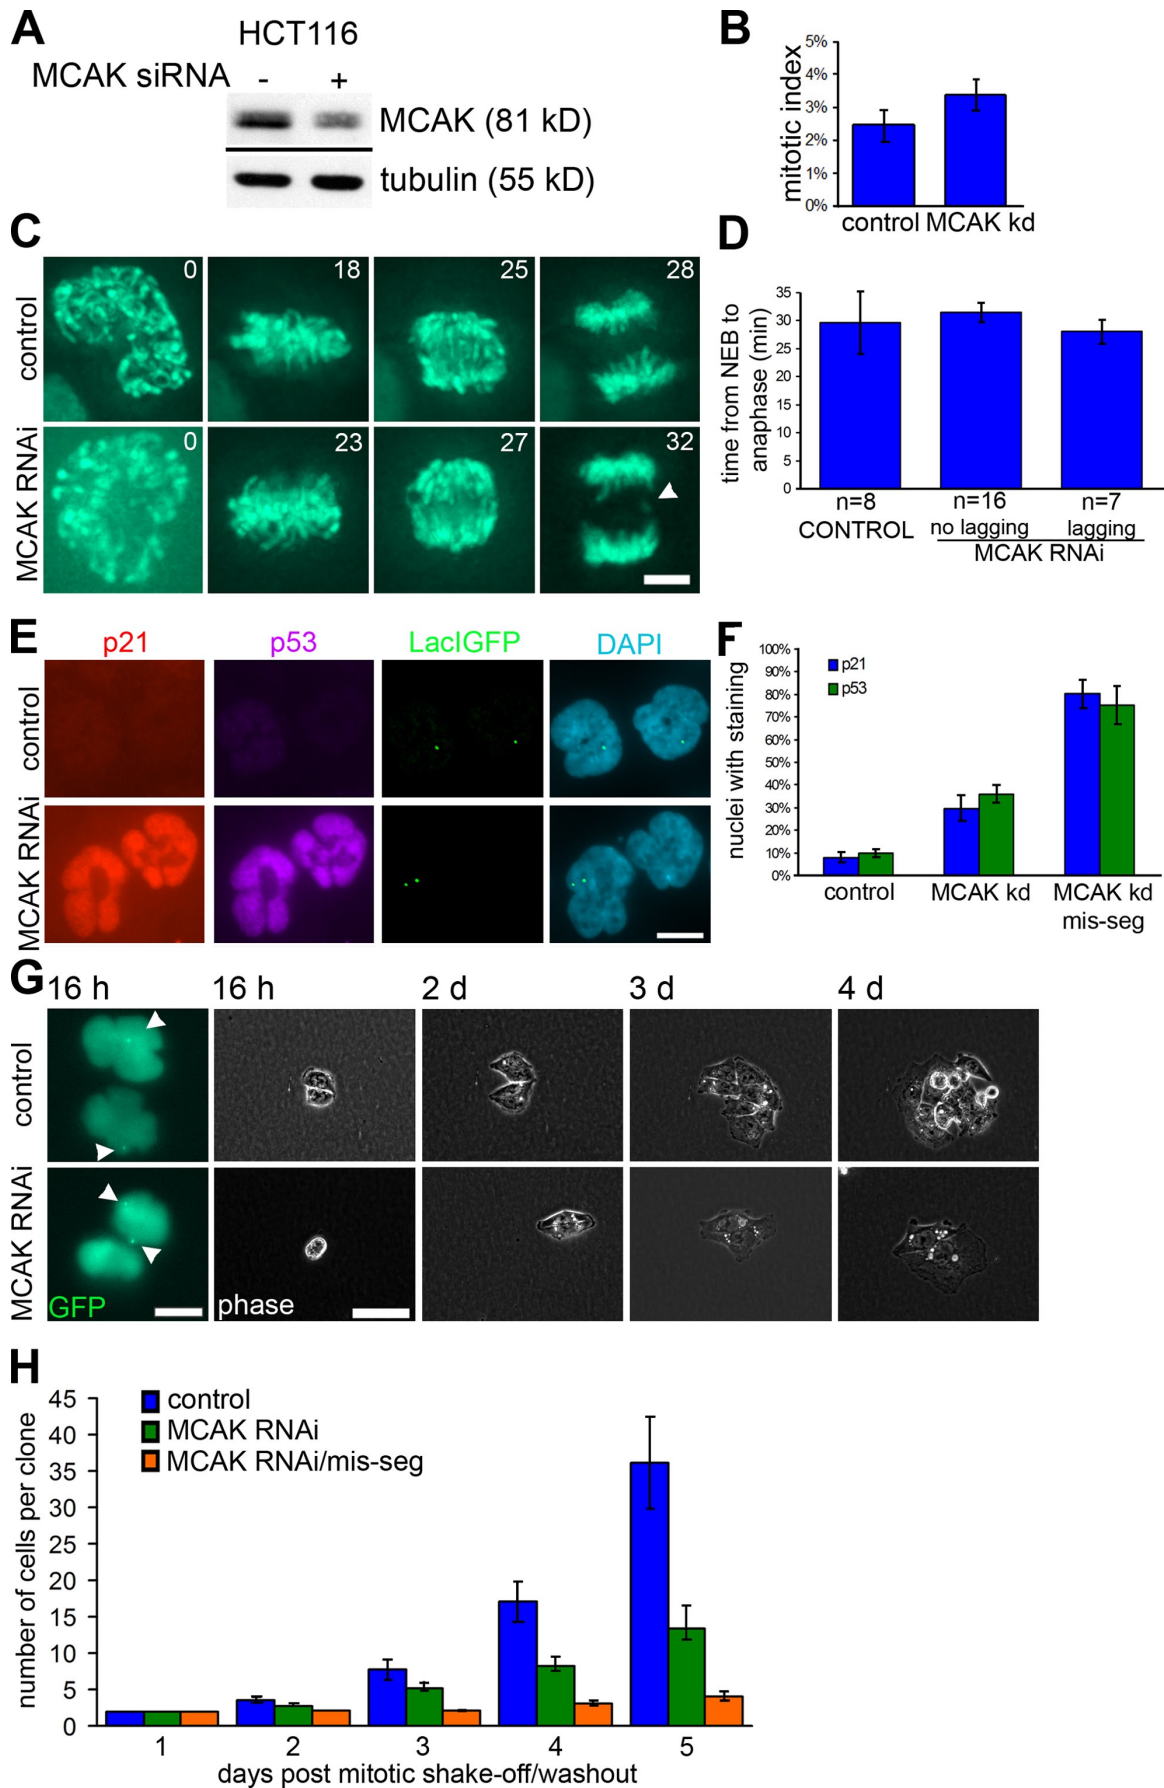 A
HCT116
MCAK siRNA - +
MCAK (81 kD)
tubulin (55 kD)
B
mitotic index
5%
4%
3%
2%
1%
0%
control MCAK kd
C
control
0 18 25 28
MCAK RNAi
0 23 27 32
D
time from NEB to
anaphase (min)
35
30
25
20
15
10
5
0
n=8 n=16 n=7
CONTROL no lagging lagging
MCAK RNAi
E
p21 p53 LacIGFP DAPI
control
MCAK RNAi
F
nuclei with staining
100%
90%
80%
70%
60%
50%
40%
30%
20%
10%
0%
p21
p53
control MCAK kd MCAK kd
mis-seg
G
16 h 16 h 2 d 3 d 4 d
control
MCAK RNAi
GFP phase
H
number of cells per clone
45
40
35
30
25
20
15
10
5
0
control
MCAK RNAi
MCAK RNAi/mis-seg
1 2 3 4 5
days post mitotic shake-off/washout